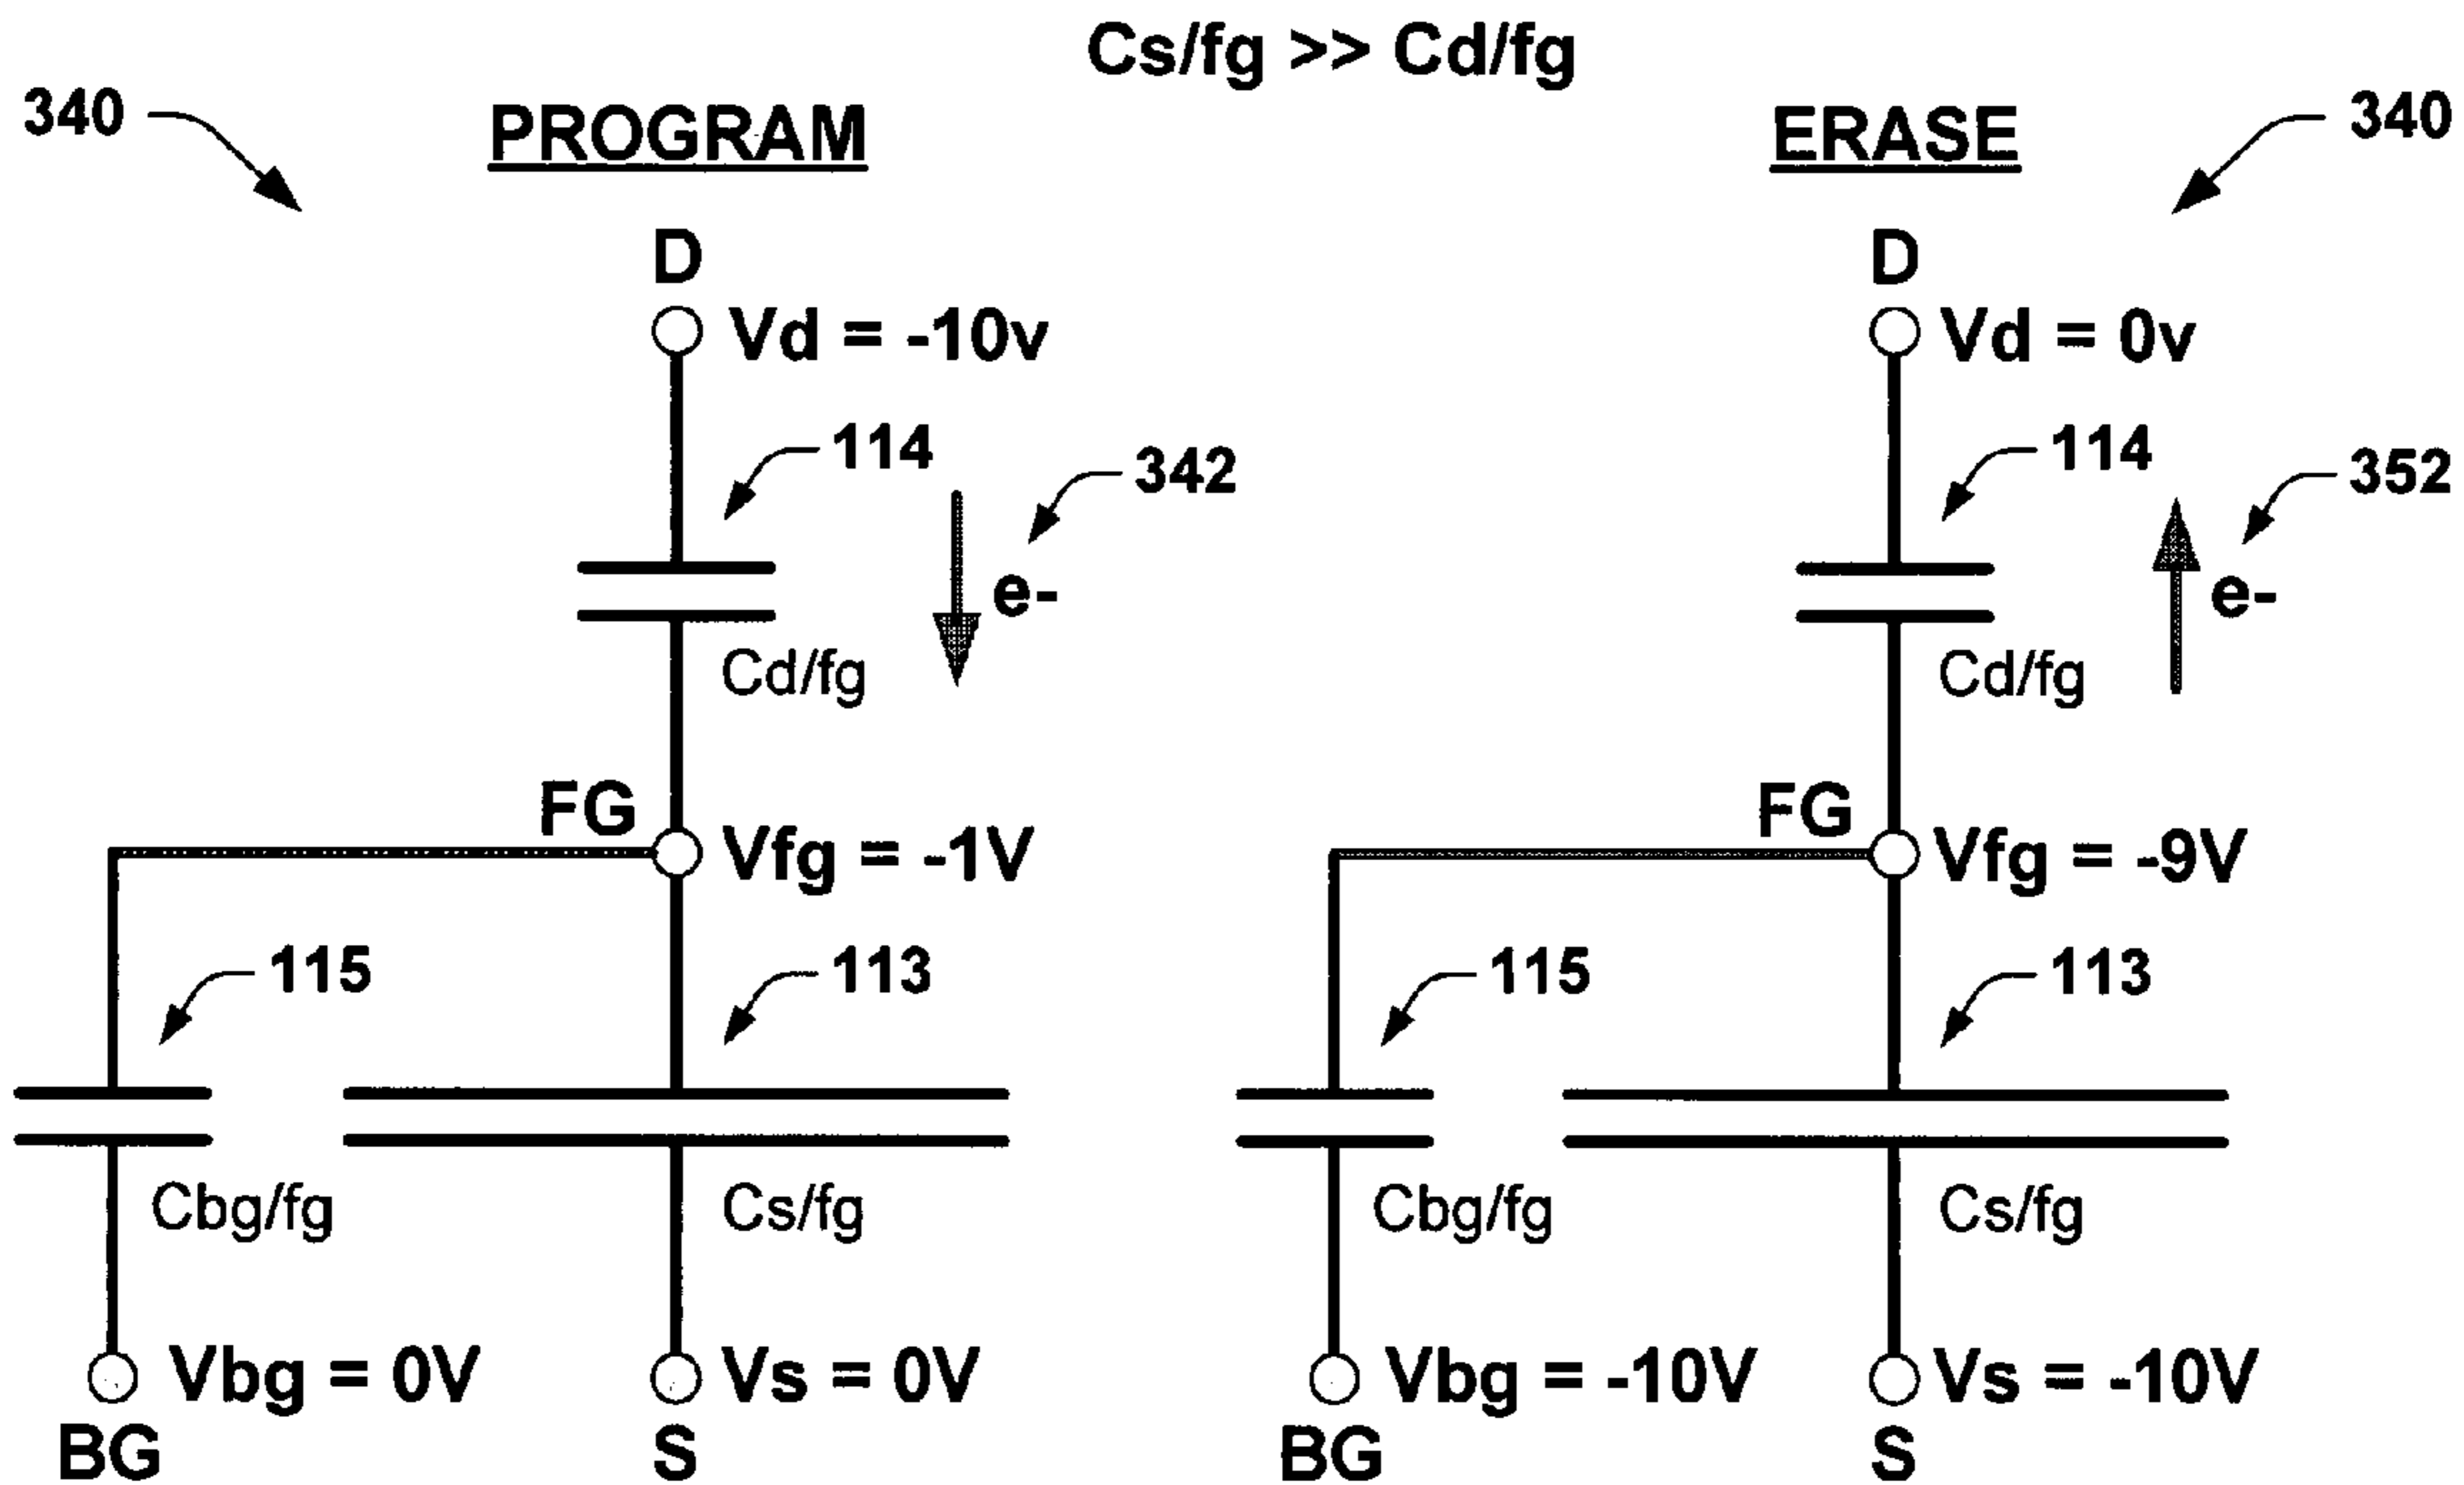 Cs/fg >> Cd/fg
340 PROGRAM ERASE 340
D D
Vd = -10v Vd = 0v
114 342 114 352
e- e-
Cd/fg Cd/fg
FG Vfg = -1V FG Vfg = -9V
115 113 115 113
Cbg/fg Cs/fg Cbg/fg Cs/fg
Vbg = 0V Vs = 0V Vbg = -10V Vs = -10V
BG S BG S